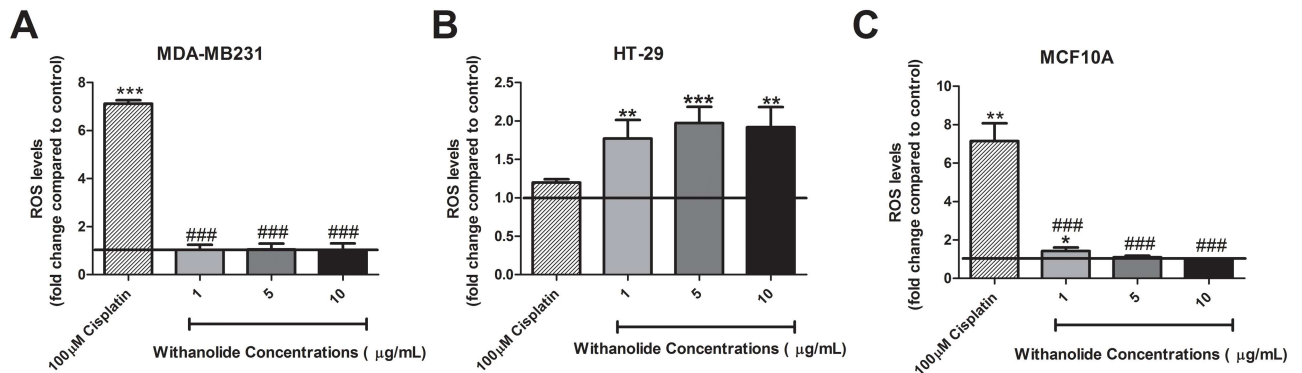 A
MDA-MB231
ROS levels
(fold change compared to control)
8
6
4
2
0
***
###
###
###
100μM Cisplatin
1
5
10
Withanolide Concentrations ( μg/mL)
B
HT-29
ROS levels
(fold change compared to control)
2.5
2.0
1.5
1.0
0.5
0.0
**
***
**
100μM Cisplatin
1
5
10
Withanolide Concentrations ( μg/mL)
C
MCF10A
ROS levels
(fold change compared to control)
10
8
6
4
2
0
**
###
*
###
###
100μM Cisplatin
1
5
10
Withanolide Concentrations ( μg/mL)